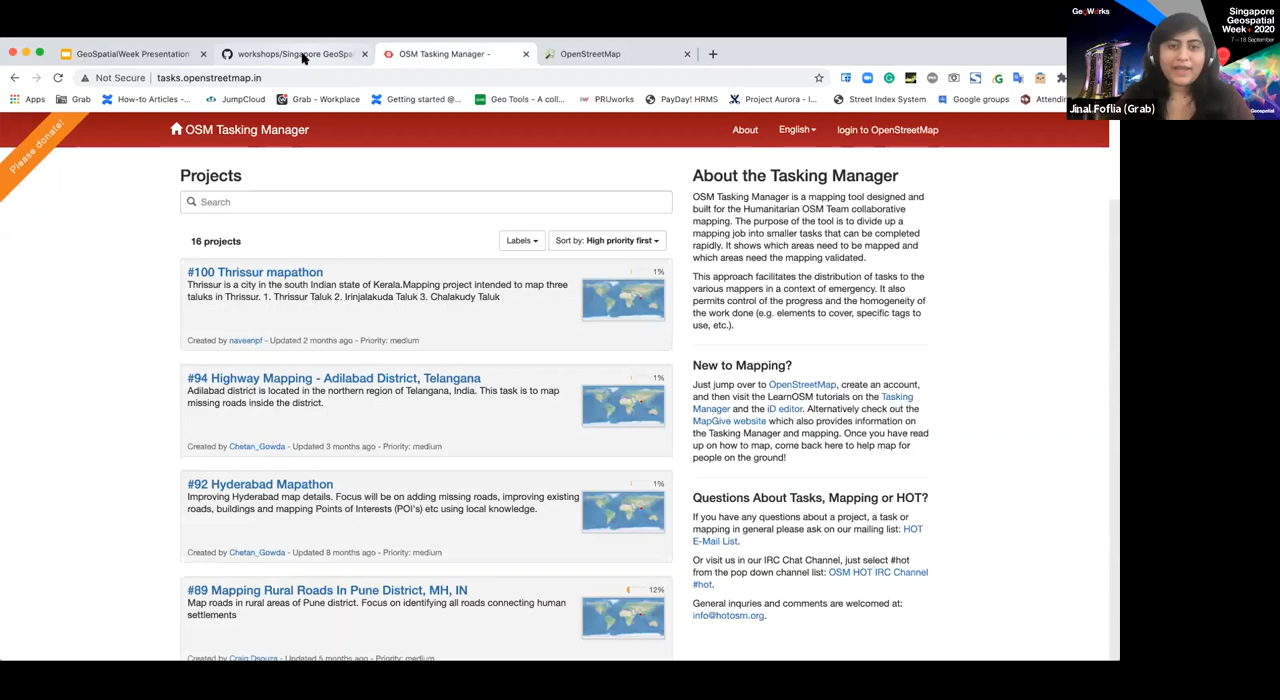 GeoSpatialWeek Presentation
workshops/Singapore GeoSpa
OSM Tasking Manager -
OpenStreetMap
Not Secure | tasks.openstreetmap.in
Apps
Grab
How-to Articles -...
JumpCloud
Grab - Workplace
Getting started @...
Geo Tools - A coll...
PRUworks
PayDay! HRMS
Project Aurora - I...
Street Index System
Google groups
Attendin
GeoWorks
Singapore
Geospatial
Week+ 2020
7 – 18 September
Geospatial
Jinal Foflia (Grab)
Please donate!
OSM Tasking Manager
About
English
login to OpenStreetMap
Projects
Search
16 projects
Labels
Sort by: High priority first
#100 Thrissur mapathon
1%
Thrissur is a city in the south Indian state of Kerala.Mapping project intended to map three
taluks in Thrissur. 1. Thrissur Taluk 2. Irinjalakuda Taluk 3. Chalakudy Taluk
Created by naveenpf - Updated 2 months ago - Priority: medium
#94 Highway Mapping - Adilabad District, Telangana
1%
Adilabad district is located in the northern region of Telangana, India. This task is to map
missing roads inside the district.
Created by Chetan_Gowda - Updated 3 months ago - Priority: medium
#92 Hyderabad Mapathon
1%
Improving Hyderabad map details. Focus will be on adding missing roads, improving existing
roads, buildings and mapping Points of Interests (POI's) etc using local knowledge.
Created by Chetan_Gowda - Updated 8 months ago - Priority: medium
#89 Mapping Rural Roads In Pune District, MH, IN
12%
Map roads in rural areas of Pune district. Focus on identifying all roads connecting human
settlements
Created by Craig Dsouza - Updated 5 months ago - Priority: medium
About the Tasking Manager
OSM Tasking Manager is a mapping tool designed and
built for the Humanitarian OSM Team collaborative
mapping. The purpose of the tool is to divide up a
mapping job into smaller tasks that can be completed
rapidly. It shows which areas need to be mapped and
which areas need the mapping validated.
This approach facilitates the distribution of tasks to the
various mappers in a context of emergency. It also
permits control of the progress and the homogeneity of
the work done (e.g. elements to cover, specific tags to
use, etc.).
New to Mapping?
Just jump over to OpenStreetMap, create an account,
and then visit the LearnOSM tutorials on the Tasking
Manager and the iD editor. Alternatively check out the
MapGive website which also provides information on
the Tasking Manager and mapping. Once you have read
up on how to map, come back here to help map for
people on the ground!
Questions About Tasks, Mapping or HOT?
If you have any questions about a project, a task or
mapping in general please ask on our mailing list: HOT
E-Mail List.
Or visit us in our IRC Chat Channel, just select #hot
from the pop down channel list: OSM HOT IRC Channel
#hot.
General inquries and comments are welcomed at:
info@hotosm.org.